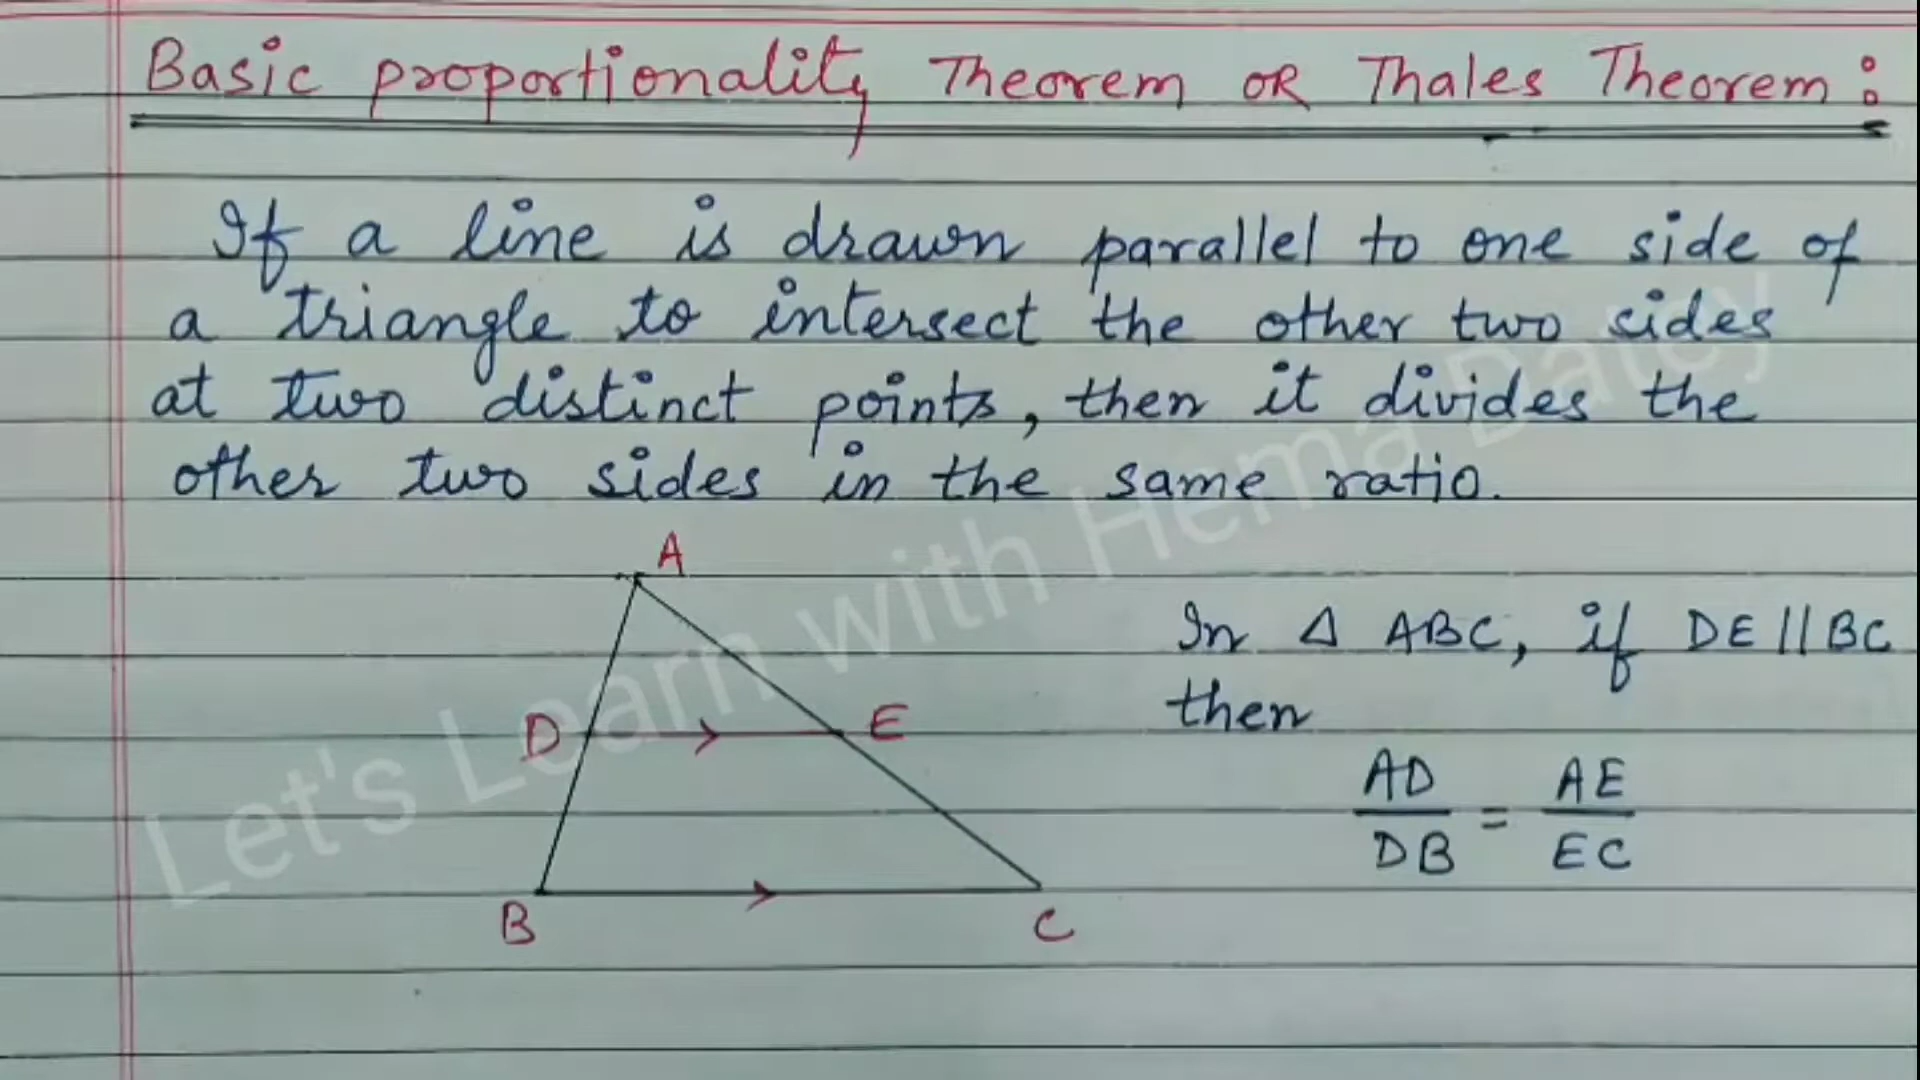 Basic proportionality Theorem OR Thales Theorem:
If a line is drawn parallel to one side of
a triangle to intersect the other two sides
at two distinct points, then it divides the
other two sides in the same ratio.
A
In Δ ABC, if DE || BC
then
D E
AD/DB = AE/EC
B C
Let's Learn with Hema Datey